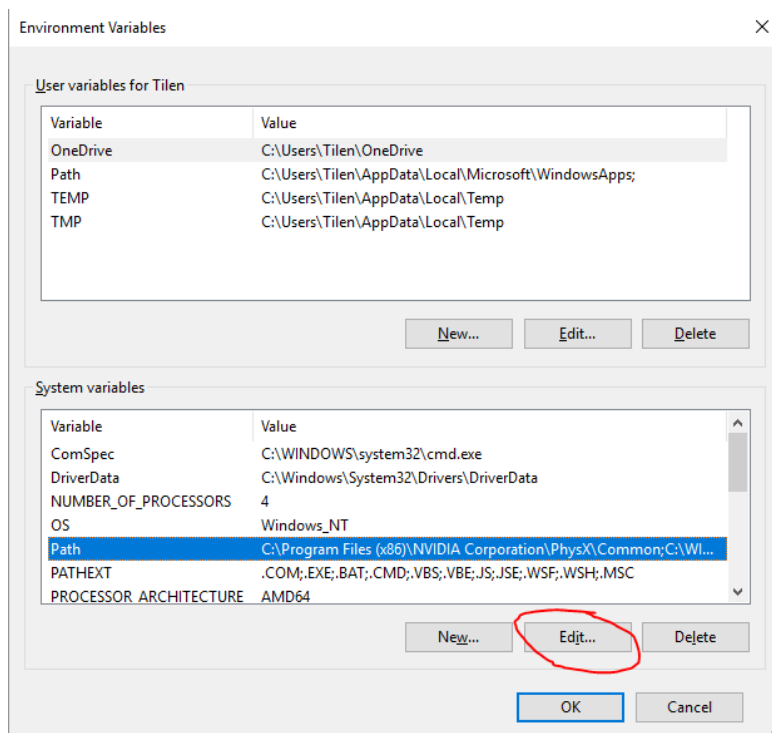 Environment Variables
User variables for Tilen
Variable Value
OneDrive C:\Users\Tilen\OneDrive
Path C:\Users\Tilen\AppData\Local\Microsoft\WindowsApps;
TEMP C:\Users\Tilen\AppData\Local\Temp
TMP C:\Users\Tilen\AppData\Local\Temp
New... Edit... Delete
System variables
Variable Value
ComSpec C:\WINDOWS\system32\cmd.exe
DriverData C:\Windows\System32\Drivers\DriverData
NUMBER_OF_PROCESSORS 4
OS Windows_NT
Path C:\Program Files (x86)\NVIDIA Corporation\PhysX\Common;C:\WI...
PATHEXT .COM;.EXE;.BAT;.CMD;.VBS;.VBE;.JS;.JSE;.WSF;.WSH;.MSC
PROCESSOR_ARCHITECTURE AMD64
New... Edit... Delete
OK Cancel